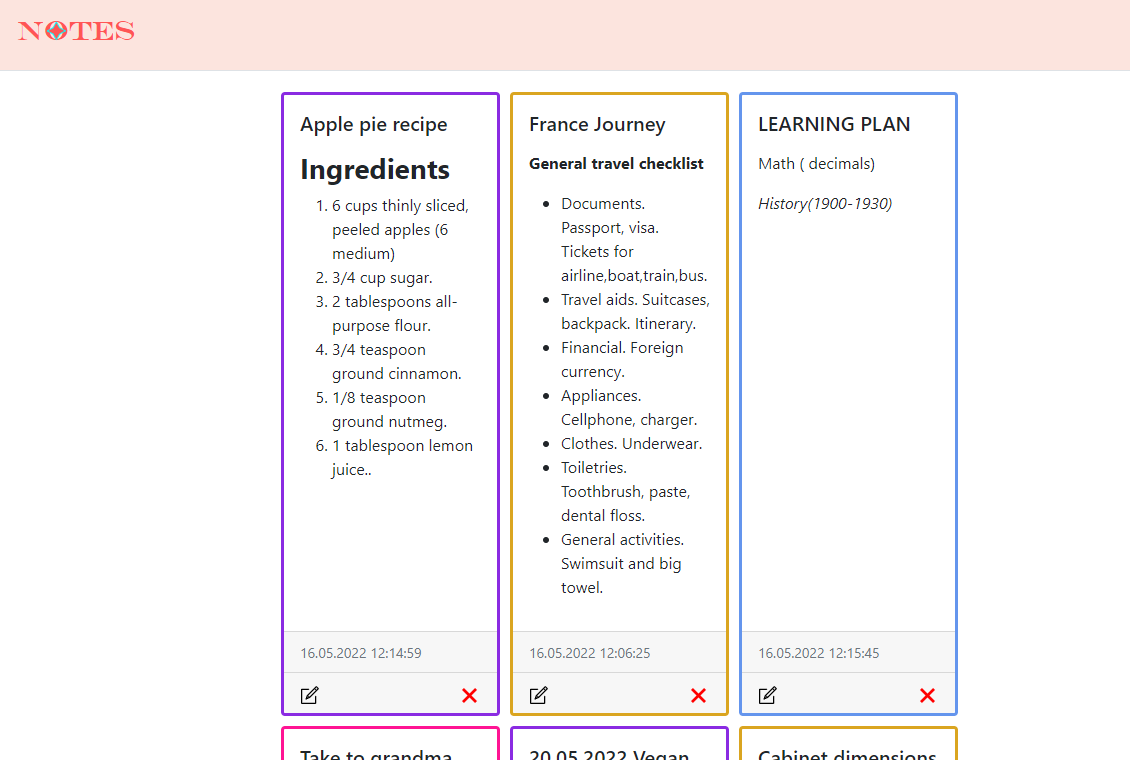 NOTES
Apple pie recipe
Ingredients
1. 6 cups thinly sliced,
peeled apples (6
medium)
2. 3/4 cup sugar.
3. 2 tablespoons all-
purpose flour.
4. 3/4 teaspoon
ground cinnamon.
5. 1/8 teaspoon
ground nutmeg.
6. 1 tablespoon lemon
juice..
16.05.2022 12:14:59
France Journey
General travel checklist
• Documents.
Passport, visa.
Tickets for
airline,boat,train,bus.
• Travel aids. Suitcases,
backpack. Itinerary.
• Financial. Foreign
currency.
• Appliances.
Cellphone, charger.
• Clothes. Underwear.
• Toiletries.
Toothbrush, paste,
dental floss.
• General activities.
Swimsuit and big
towel.
16.05.2022 12:06:25
LEARNING PLAN
Math ( decimals)
History(1900-1930)
16.05.2022 12:15:45
Take to grandma
20.05.2022 Vegan
Cabinet dimensions